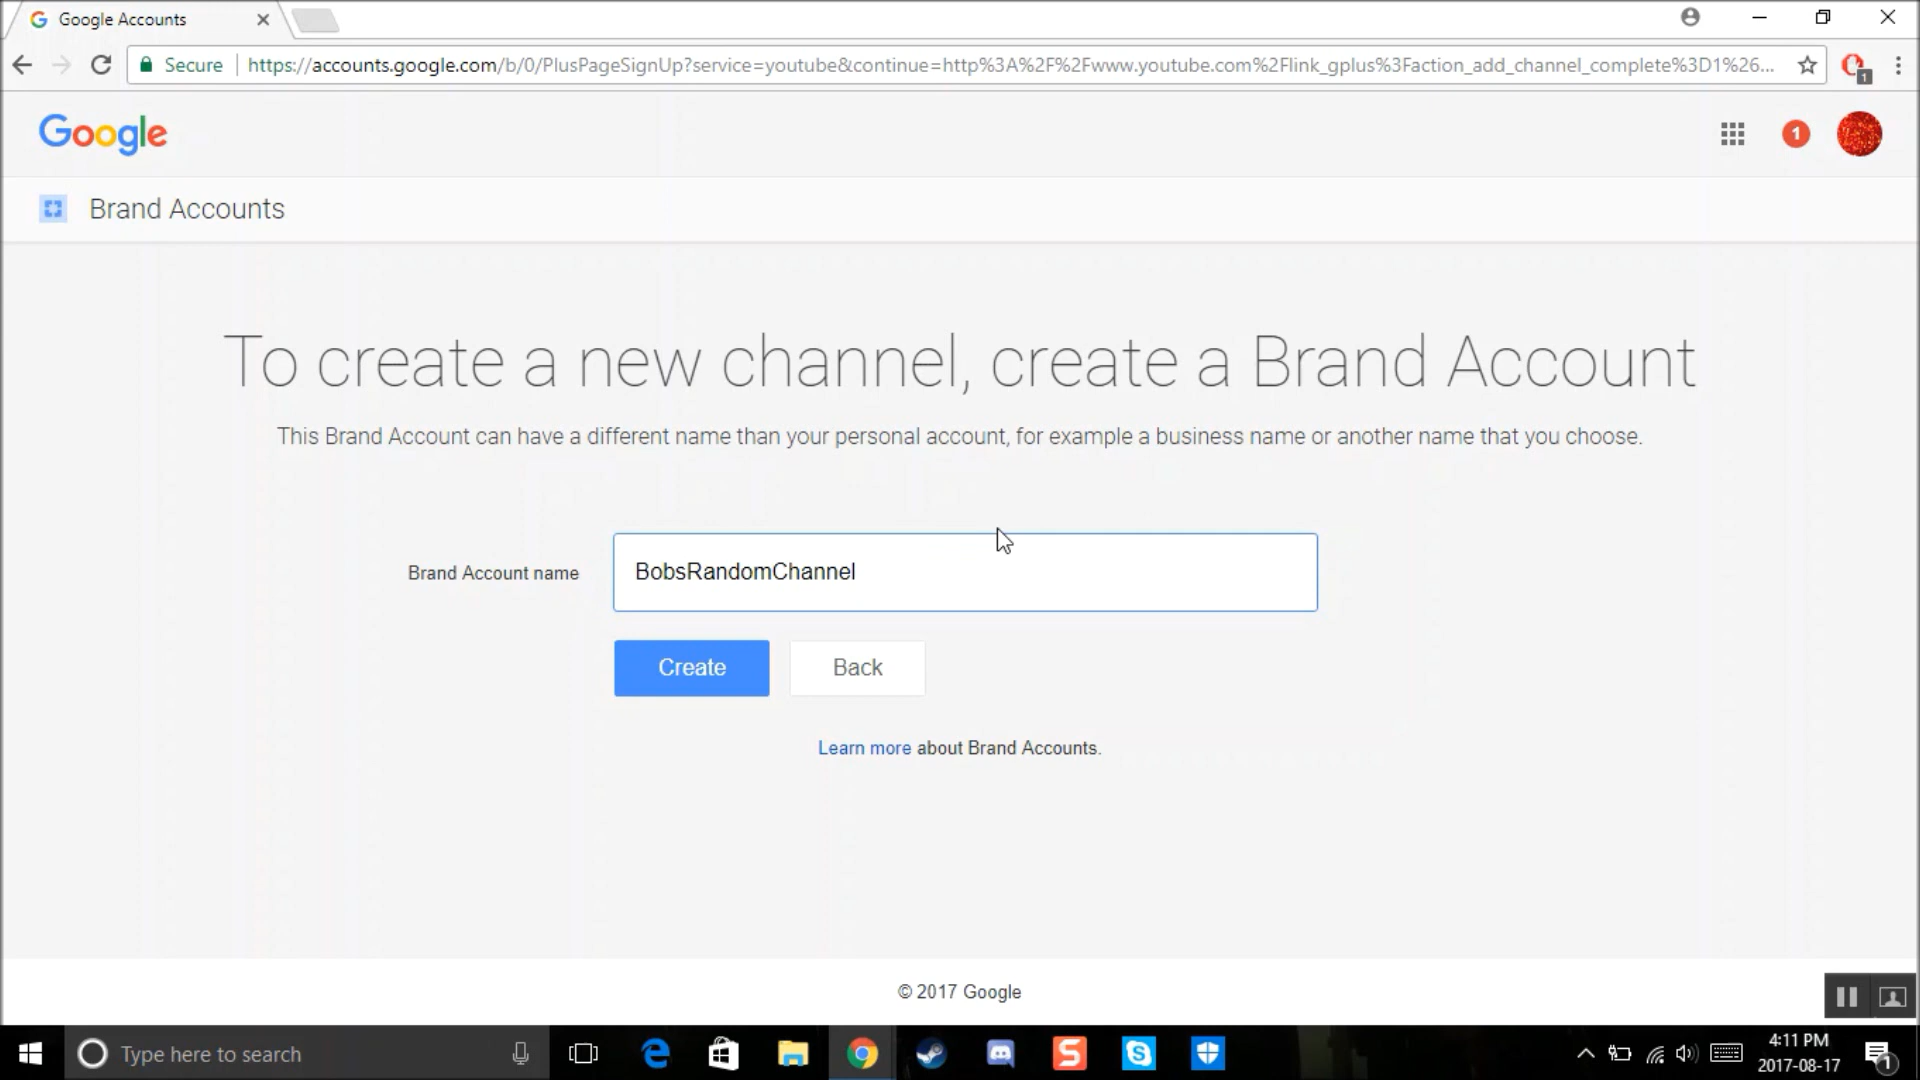 Google Accounts
Secure https://accounts.google.com/b/0/PlusPageSignUp?service=youtube&continue=http%3A%2F%2Fwww.youtube.com%2Flink_gplus%3Faction_add_channel_complete%3D1%26...
1
Google
1
Brand Accounts
To create a new channel, create a Brand Account
This Brand Account can have a different name than your personal account, for example a business name or another name that you choose.
Brand Account name BobsRandomChannel
Create Back
Learn more about Brand Accounts.
© 2017 Google
Type here to search
4:11 PM
2017-08-17
1